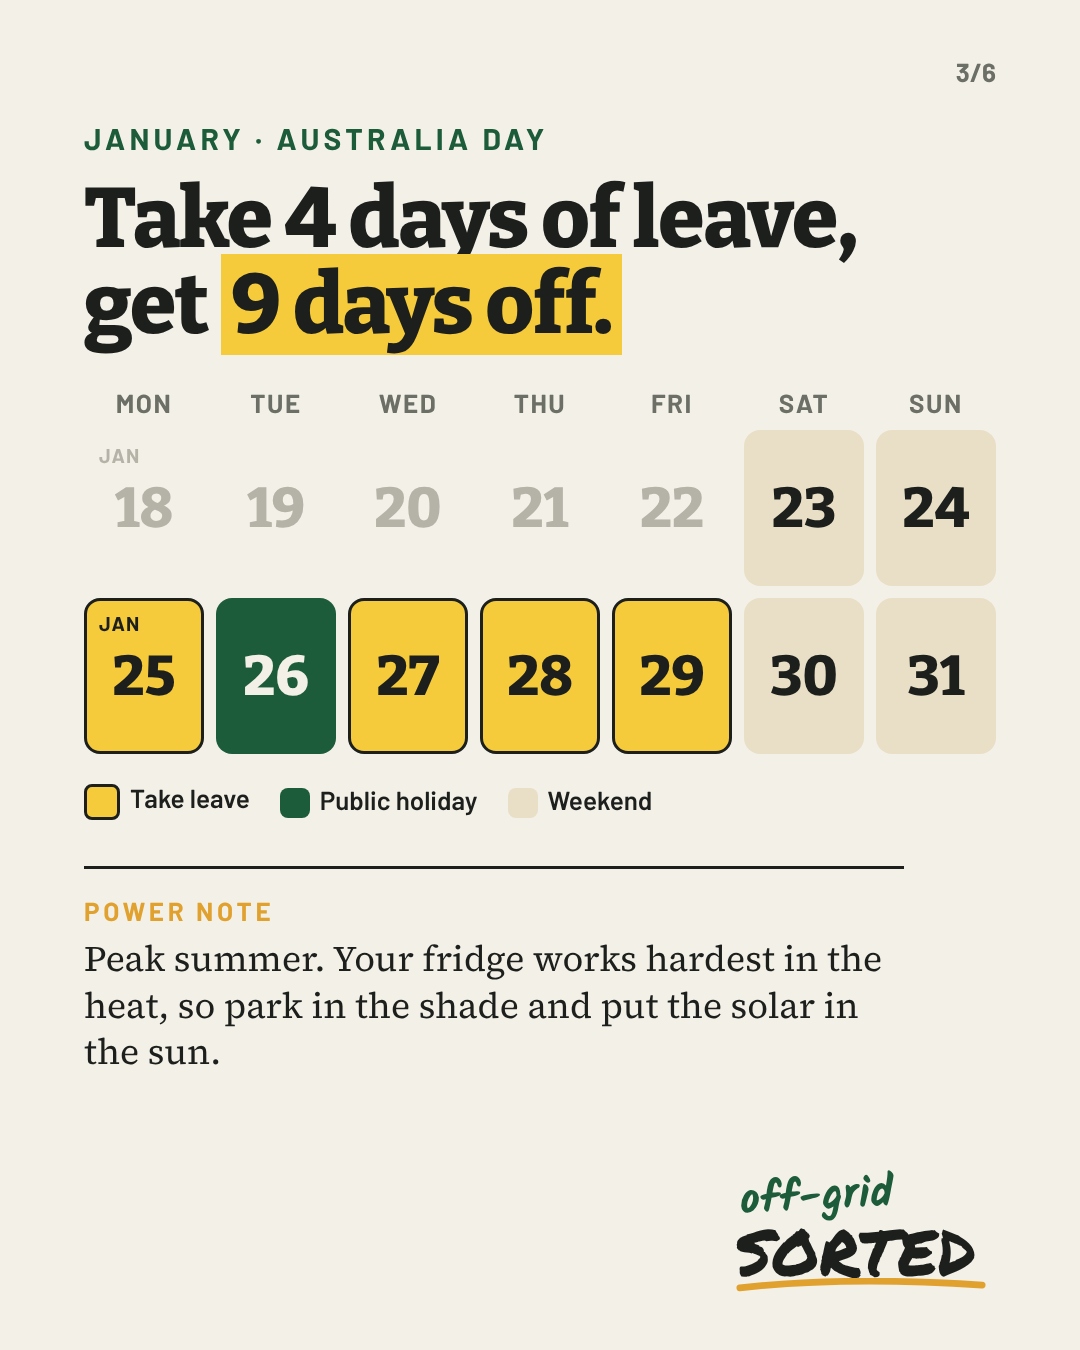 3/6
JANUARY · AUSTRALIA DAY
Take 4 days of leave,
get 9 days off.
MON TUE WED THU FRI SAT SUN
JAN
18 19 20 21 22 23 24
JAN
25 26 27 28 29 30 31
Take leave Public holiday Weekend
POWER NOTE
Peak summer. Your fridge works hardest in the
heat, so park in the shade and put the solar in
the sun.
off-grid
SORTED